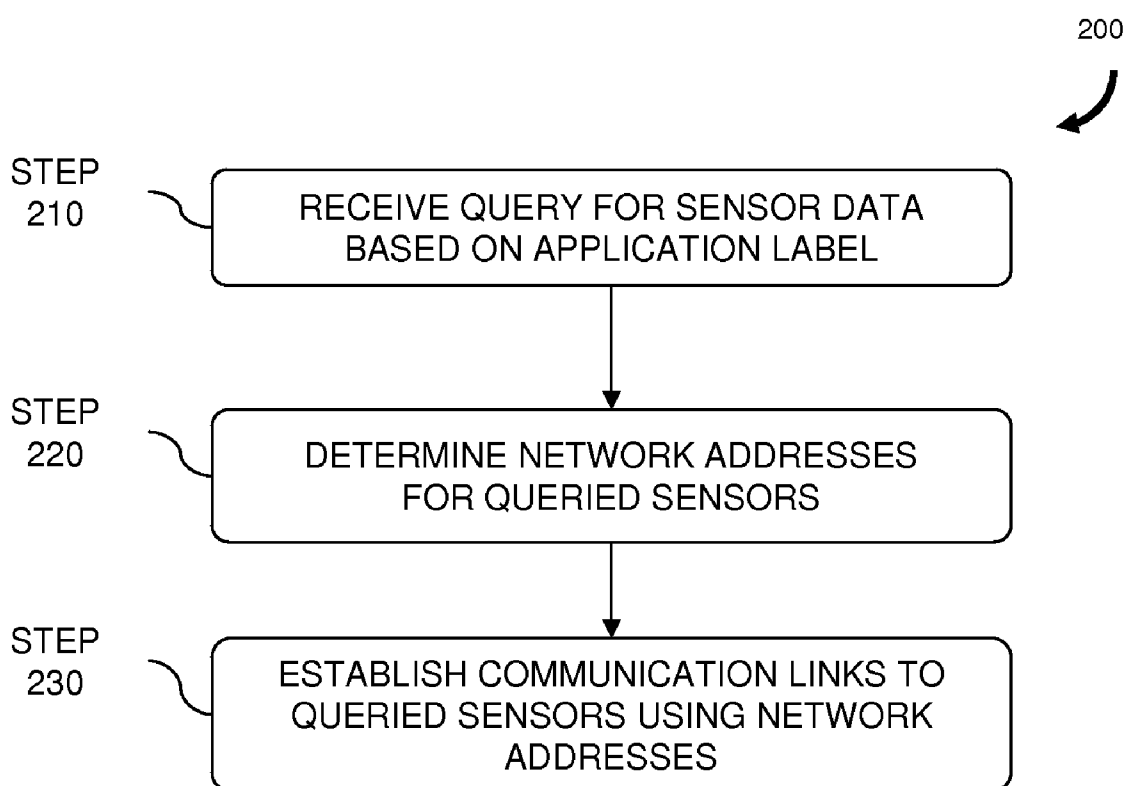 200
STEP
210
RECEIVE QUERY FOR SENSOR DATA
BASED ON APPLICATION LABEL
STEP
220
DETERMINE NETWORK ADDRESSES
FOR QUERIED SENSORS
STEP
230
ESTABLISH COMMUNICATION LINKS TO
QUERIED SENSORS USING NETWORK
ADDRESSES